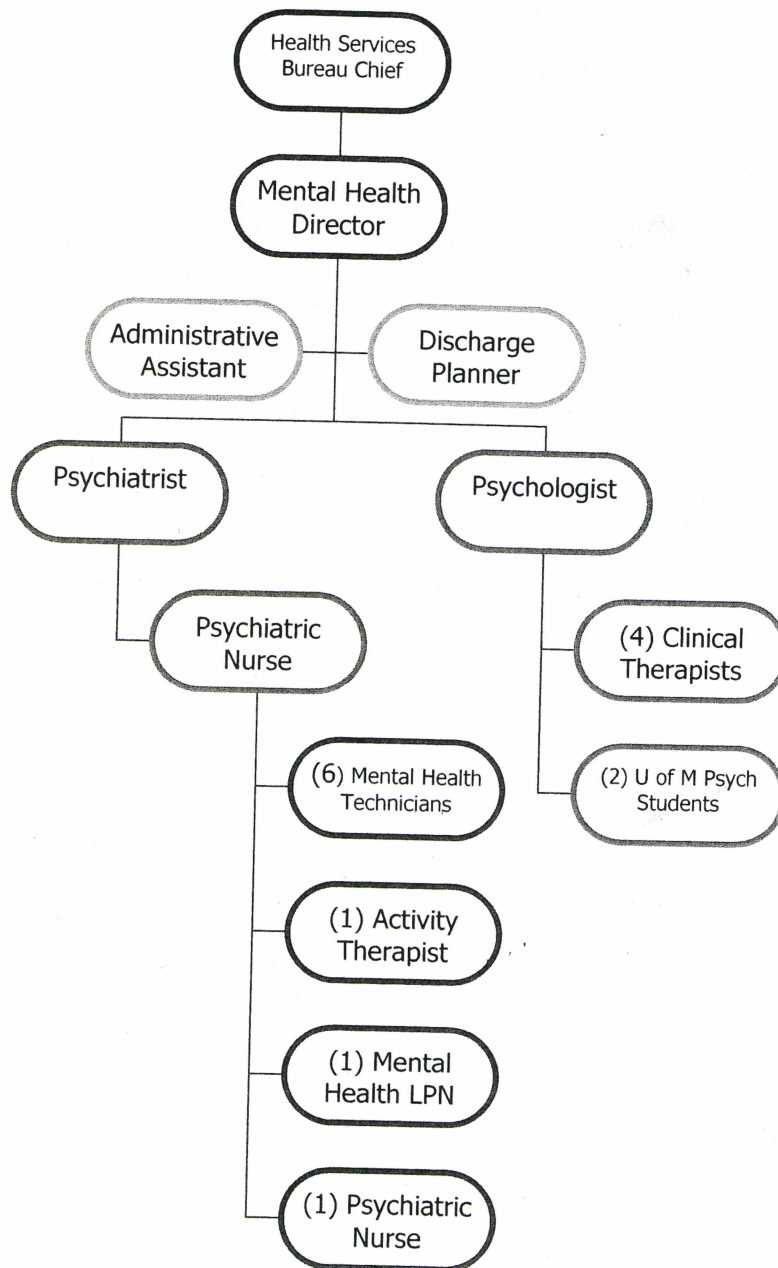 Health Services
Bureau Chief
Mental Health
Director
Administrative
Assistant
Discharge
Planner
Psychiatrist
Psychologist
Psychiatric
Nurse
(4) Clinical
Therapists
(6) Mental Health
Technicians
(2) U of M Psych
Students
(1) Activity
Therapist
(1) Mental
Health LPN
(1) Psychiatric
Nurse